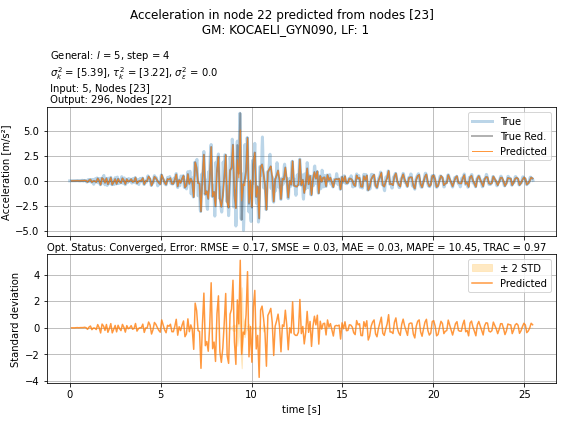 Acceleration in node 22 predicted from nodes [23]
GM: KOCAELI_GYN090, LF: 1
General: l = 5, step = 4
σ²ₖ = [5.39], τ²ₖ = [3.22], σ²ε = 0.0
Input: 5, Nodes [23]
Output: 296, Nodes [22]
Acceleration [m/s²]
5.0
2.5
0.0
−2.5
−5.0
True
True Red.
Predicted
Opt. Status: Converged, Error: RMSE = 0.17, SMSE = 0.03, MAE = 0.03, MAPE = 10.45, TRAC = 0.97
Standard deviation
4
2
0
−2
−4
± 2 STD
Predicted
0 5 10 15 20 25
time [s]